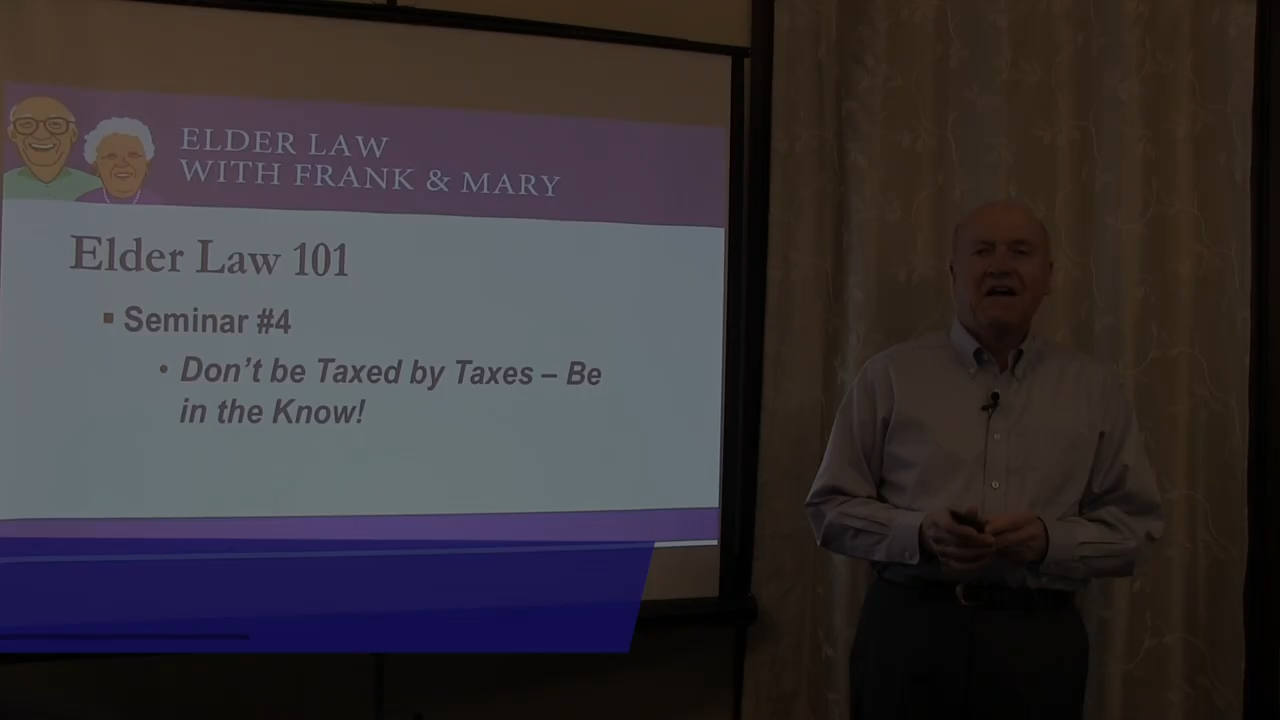 ELDER LAW
WITH FRANK & MARY
Elder Law 101
▪ Seminar #4
• Don't be Taxed by Taxes – Be
in the Know!